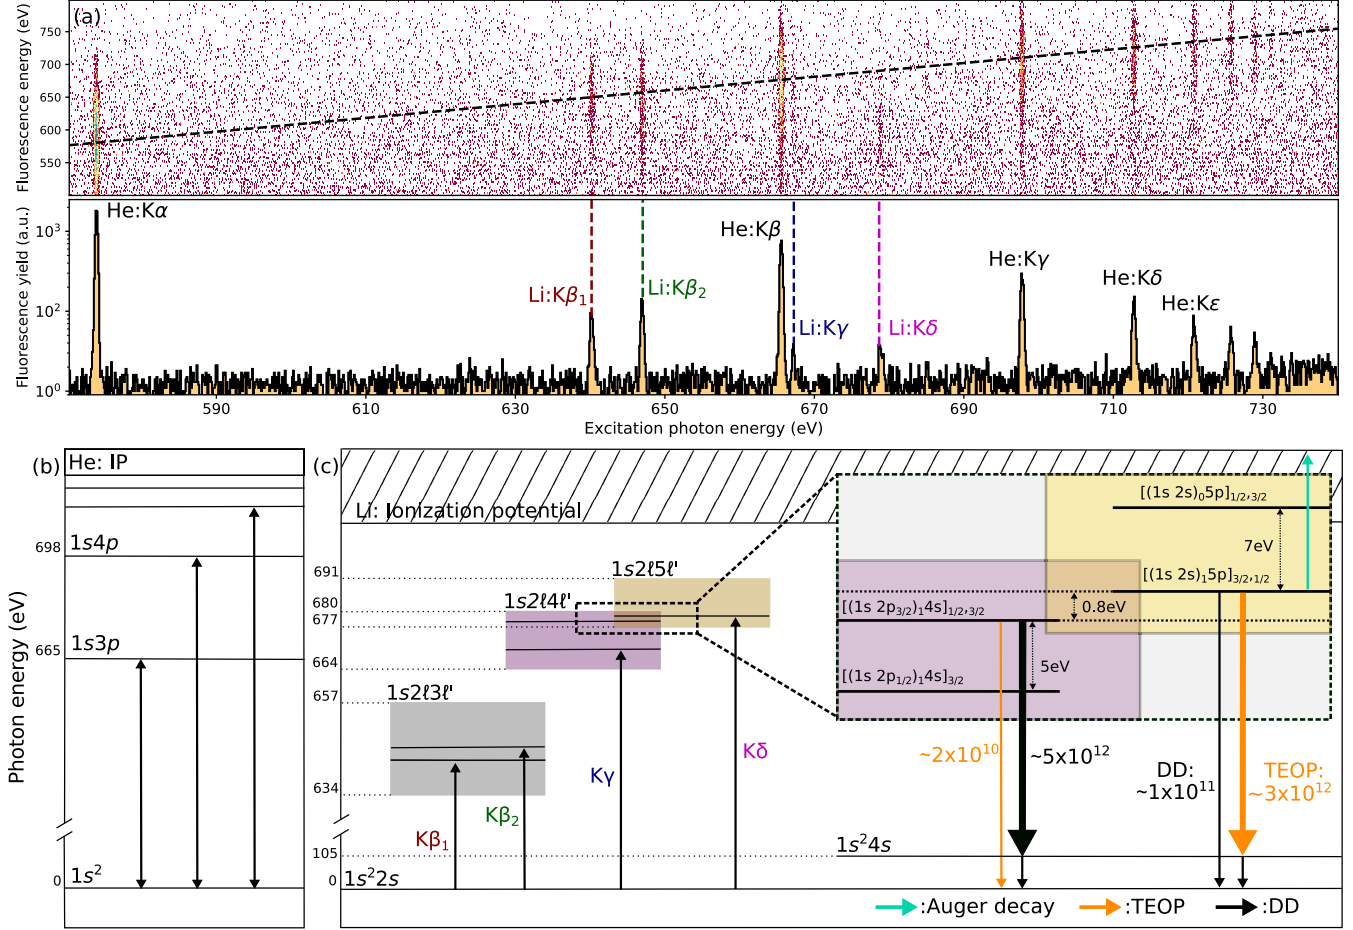 (a)
Fluorescence energy (eV)
750
700
650
600
550
Fluorescence yield (a.u.)
10³
10²
10⁰
He:Kα
Li:Kβ₁
Li:Kβ₂
He:Kβ
Li:Kγ
Li:Kδ
He:Kγ
He:Kδ
He:Kε
590
610
630
650
670
690
710
730
Excitation photon energy (eV)
(b)
He: IP
Photon energy (eV)
698
1s4p
665
1s3p
0
1s²
(c)
Li: Ionization potential
691
680
677
664
657
634
105
0
1s2ℓ5ℓ'
1s2ℓ4ℓ'
1s2ℓ3ℓ'
Kβ₁
Kβ₂
Kγ
Kδ
1s²2s
[(1s 2s)₀5p]₁/₂,₃/₂
7eV
[(1s 2s)₁5p]₃/₂,₁/₂
0.8eV
[(1s 2p₃/₂)₁4s]₁/₂,₃/₂
5eV
[(1s 2p₁/₂)₁4s]₃/₂
~2x10¹⁰
~5x10¹²
DD:
~1x10¹¹
TEOP:
~3x10¹²
1s²4s
:Auger decay
:TEOP
:DD